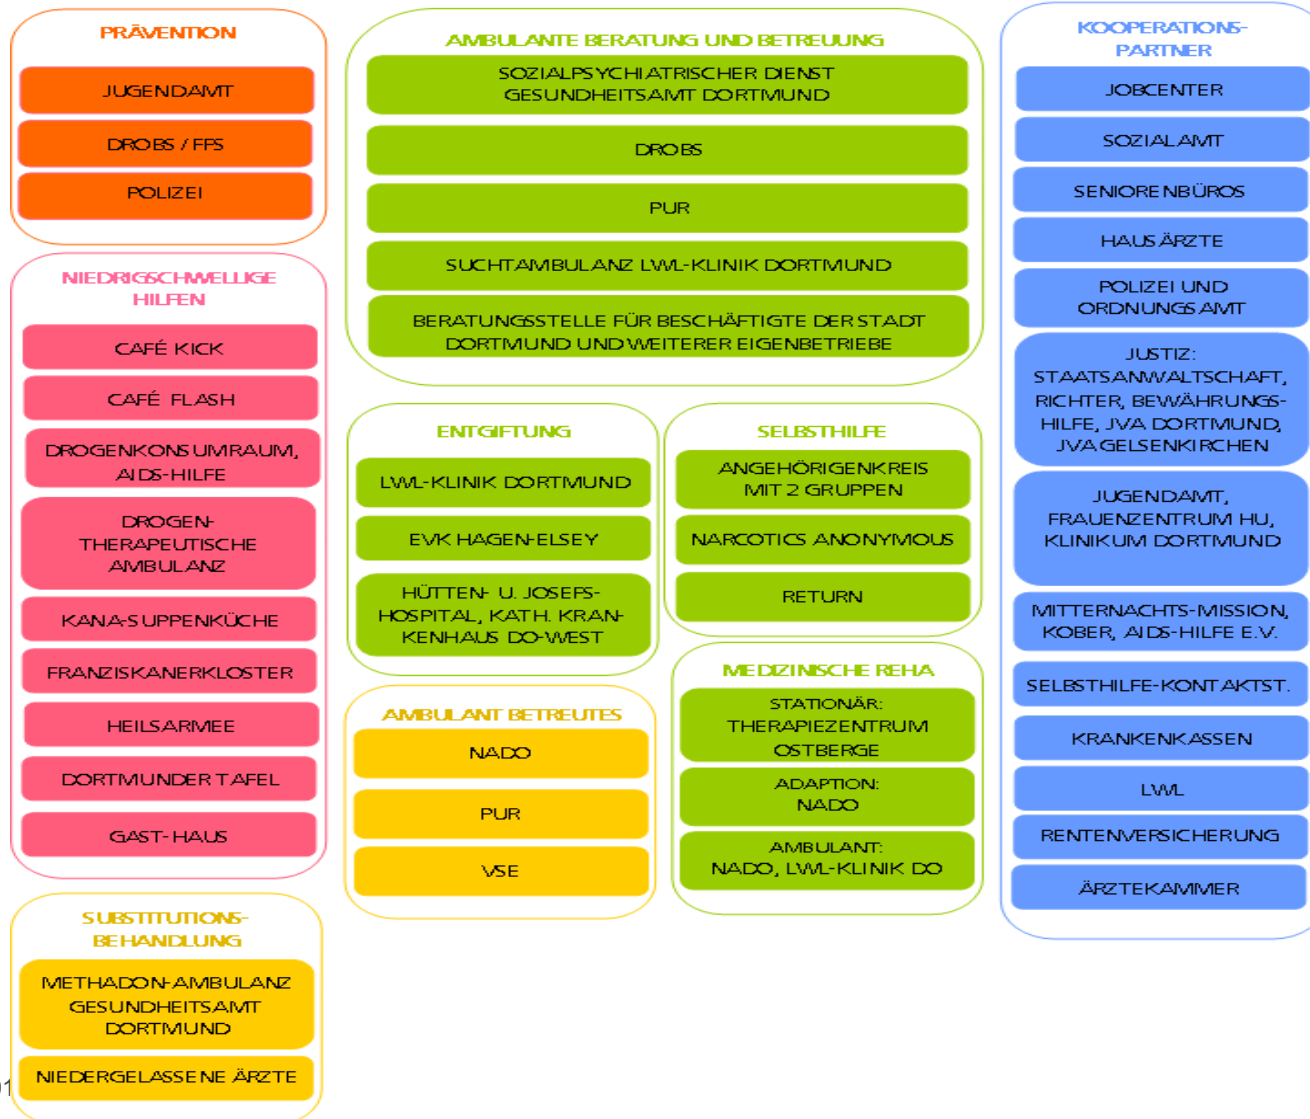 PRÄVENTION
JUGENDAMT
DROBS / FFS
POLIZEI
NIEDRIGSCHWELLIGE
HILFEN
CAFÉ KICK
CAFÉ FLASH
DROGENKONSUMRAUM,
AIDS-HILFE
DROGEN-
THERAPEUTISCHE
AMBULANZ
KANA-SUPPENKÜCHE
FRANZISKANERKLOSTER
HEILSARMEE
DORTMUNDER TAFEL
GAST-HAUS
SUBSTITUTIONS-
BEHANDLUNG
METHADON-AMBULANZ
GESUNDHEITSAMT
DORTMUND
NIEDERGELASSENE ÄRZTE
AMBULANTE BERATUNG UND BETREUUNG
SOZIALPSYCHIATRISCHER DIENST
GESUNDHEITSAMT DORTMUND
DROBS
PUR
SUCHTAMBULANZ LWL-KLINIK DORTMUND
BERATUNGSSTELLE FÜR BESCHÄFTIGTE DER STADT
DORTMUND UND WEITERER EIGENBETRIEBE
ENTGIFTUNG
LWL-KLINIK DORTMUND
EVK HAGEN-ELSEY
HÜTTEN- U. JOSEFS-
HOSPITAL, KATH. KRAN-
KENHAUS DO-WEST
AMBULANT BETREUTES
NADO
PUR
VSE
SELBSTHILFE
ANGEHÖRIGENKREIS
MIT 2 GRUPPEN
NARCOTICS ANONYMOUS
RETURN
MEDIZINISCHE REHA
STATIONÄR:
THERAPIEZENTRUM
OSTBERGE
ADAPTION:
NADO
AMBULANT:
NADO, LWL-KLINIK DO
KOOPERATIONS-
PARTNER
JOBCENTER
SOZIALAMT
SENIORENBÜROS
HAUSÄRZTE
POLIZEI UND
ORDNUNGSAMT
JUSTIZ:
STAATSANWALTSCHAFT,
RICHTER, BEWÄHRUNGS-
HILFE, JVA DORTMUND,
JVA GELSENKIRCHEN
JUGENDAMT,
FRAUENZENTRUM HU,
KLINIKUM DORTMUND
MITTERNACHTS-MISSION,
KOBER, AIDS-HILFE E.V.
SELBSTHILFE-KONTAKTST.
KRANKENKASSEN
LWL
RENTENVERSICHERUNG
ÄRZTEKAMMER